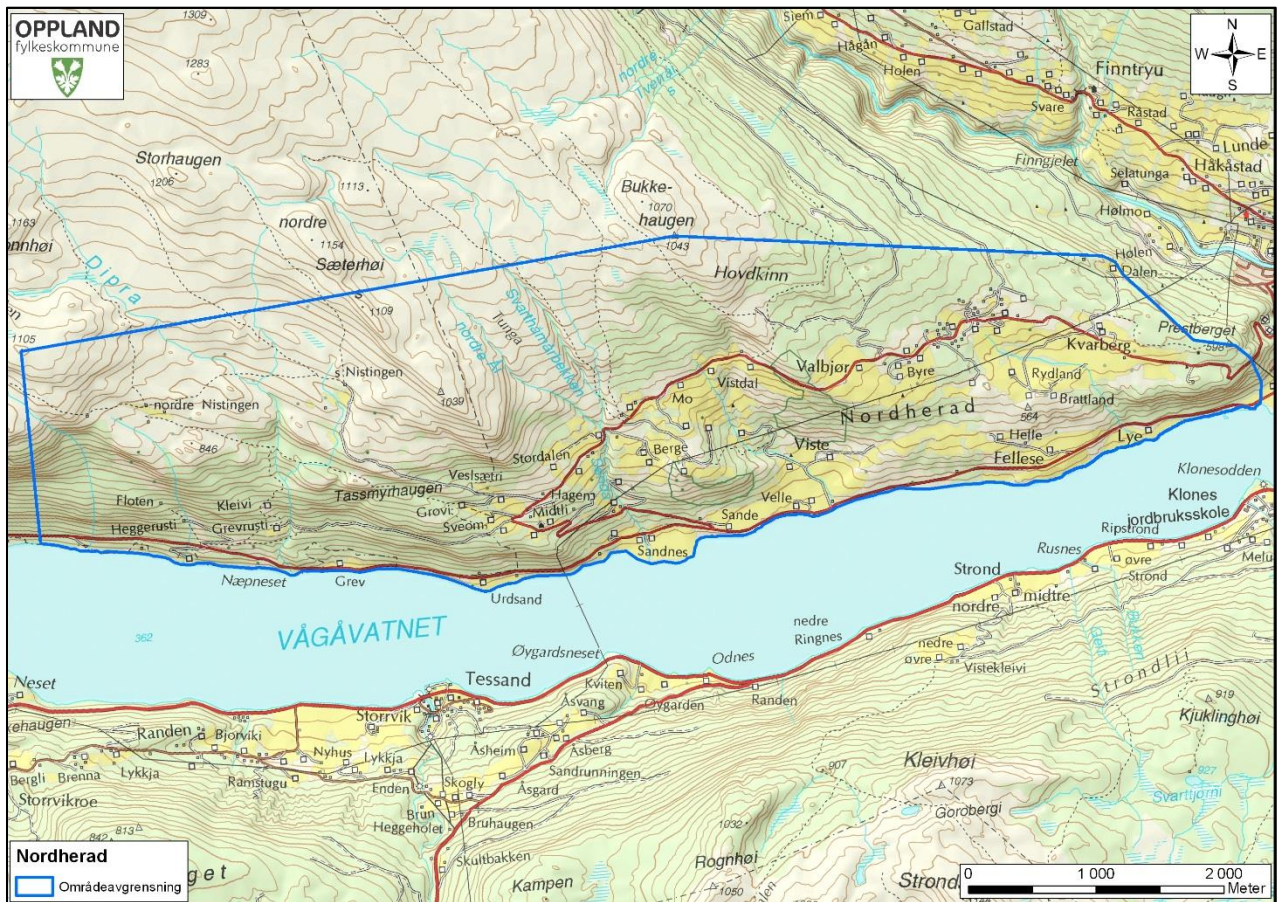 OPPLAND
fylkeskommune
N
W E
S
1309
1283
Siem
Gallstad
Hågån
Holen
Finntryu
Svare
Råstad
Lunde
Håkåstad
Finngjelet
Selatunga
Hølmo
nordre
Storhaugen
1206
1113
nordre
1154
Sæterhøi
1109
Bukke-
1070
haugen
1043
Hovdkinn
Hølen
Dalen
1163
Dipra
1105
Prestberget
598
Kvarberg
Svarthamarbekken
Tunga
nordre Ål
Nistingen
nordre Nistingen
1039
846
Valbjør
Vistdal
Mo
Byre
Rydland
Brattland
Nordherad
564
Helle
Fellese
Lye
Viste
Berge
Stordalen
Veslsætri
Tassmyrhaugen
Hagen
Midtli
Grovi
Sveom
Floten
Kleivi
Heggerusti
Grevrusti
Velle
Sande
Sandnes
Næpneset
Grev
Urdsand
Klonesodden
Klones
jordbruksskole
Ripstrond
Rusnes
øvre
Strond
Melu
Strond
nordre
midtre
362
VÅGÅVATNET
nedre
Ringnes
nedre
øvre
Vistekleivi
Strondlii
919
Kjuklinghøi
Øygardsneset
Odnes
Tessand
Kviten
Øygarden
Randen
Neset
Storrvik
Åsvang
Randen
Bjorviki
Åsheim
Åsberg
Nyhus
Lykkja
Sandrunningen
Bergli
Brenna
Lykkja
Ramstugu
Enden
Skogly
Åsgard
Storrvikroe
Brun
Bruhaugen
Heggeholet
813
842
Skultbakken
Kampen
907
Kleivhøi
1073
Gorobergi
927
Svarttjørni
1032
Rognhøi
1050
Nordherad
Områdeavgrensning
0 1 000 2 000
Meter